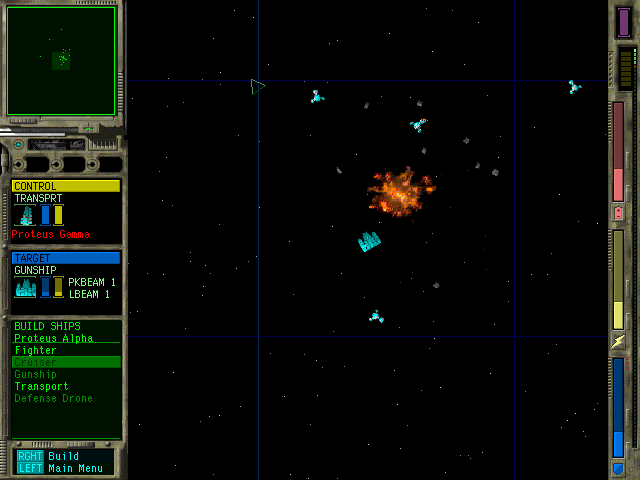 CONTROL
TRANSPRT
Proteus Gamma
TARGET
GUNSHIP
PKBEAM 1
LBEAM 1
BUILD SHIPS
Proteus Alpha
Fighter
Cruiser
Gunship
Transport
Defense Drone
RGHT Build
LEFT Main Menu